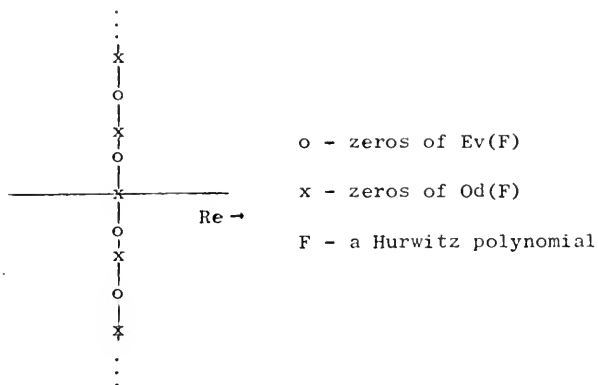 x
o
x
o
x
Re →
o
x
o
x
o - zeros of Ev(F)
x - zeros of Od(F)
F - a Hurwitz polynomial